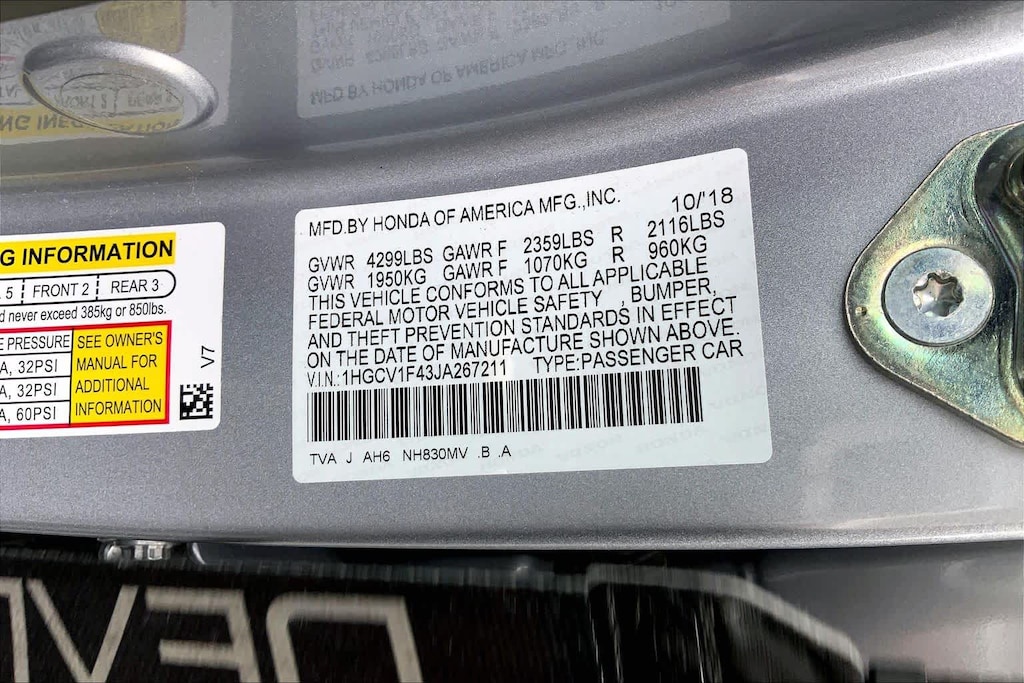 G INFORMATION
5 FRONT 2 REAR 3
d never exceed 385kg or 850lbs.
E PRESSURE
A, 32PSI
A, 32PSI
A, 60PSI
SEE OWNER'S
MANUAL FOR
ADDITIONAL
INFORMATION
V7
MFD.BY HONDA OF AMERICA MFG.,INC. 10/'18
GVWR 4299LBS GAWR F 2359LBS R 2116LBS
GVWR 1950KG GAWR F 1070KG R 960KG
THIS VEHICLE CONFORMS TO ALL APPLICABLE
FEDERAL MOTOR VEHICLE SAFETY , BUMPER,
AND THEFT PREVENTION STANDARDS IN EFFECT
ON THE DATE OF MANUFACTURE SHOWN ABOVE.
V.I.N.: 1HGCV1F43JA267211 TYPE:PASSENGER CAR
TVA J AH6 NH830MV .B .A